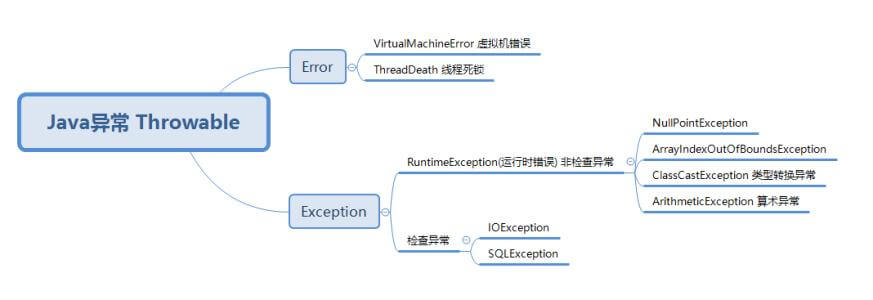 Java异常 Throwable
Error
VirtualMachineError 虚拟机错误
ThreadDeath 线程死锁
Exception
RuntimeException(运行时错误) 非检查异常
NullPointException
ArrayIndexOutOfBoundsException
ClassCastException 类型转换异常
ArithmeticException 算术异常
检查异常
IOException
SQLException